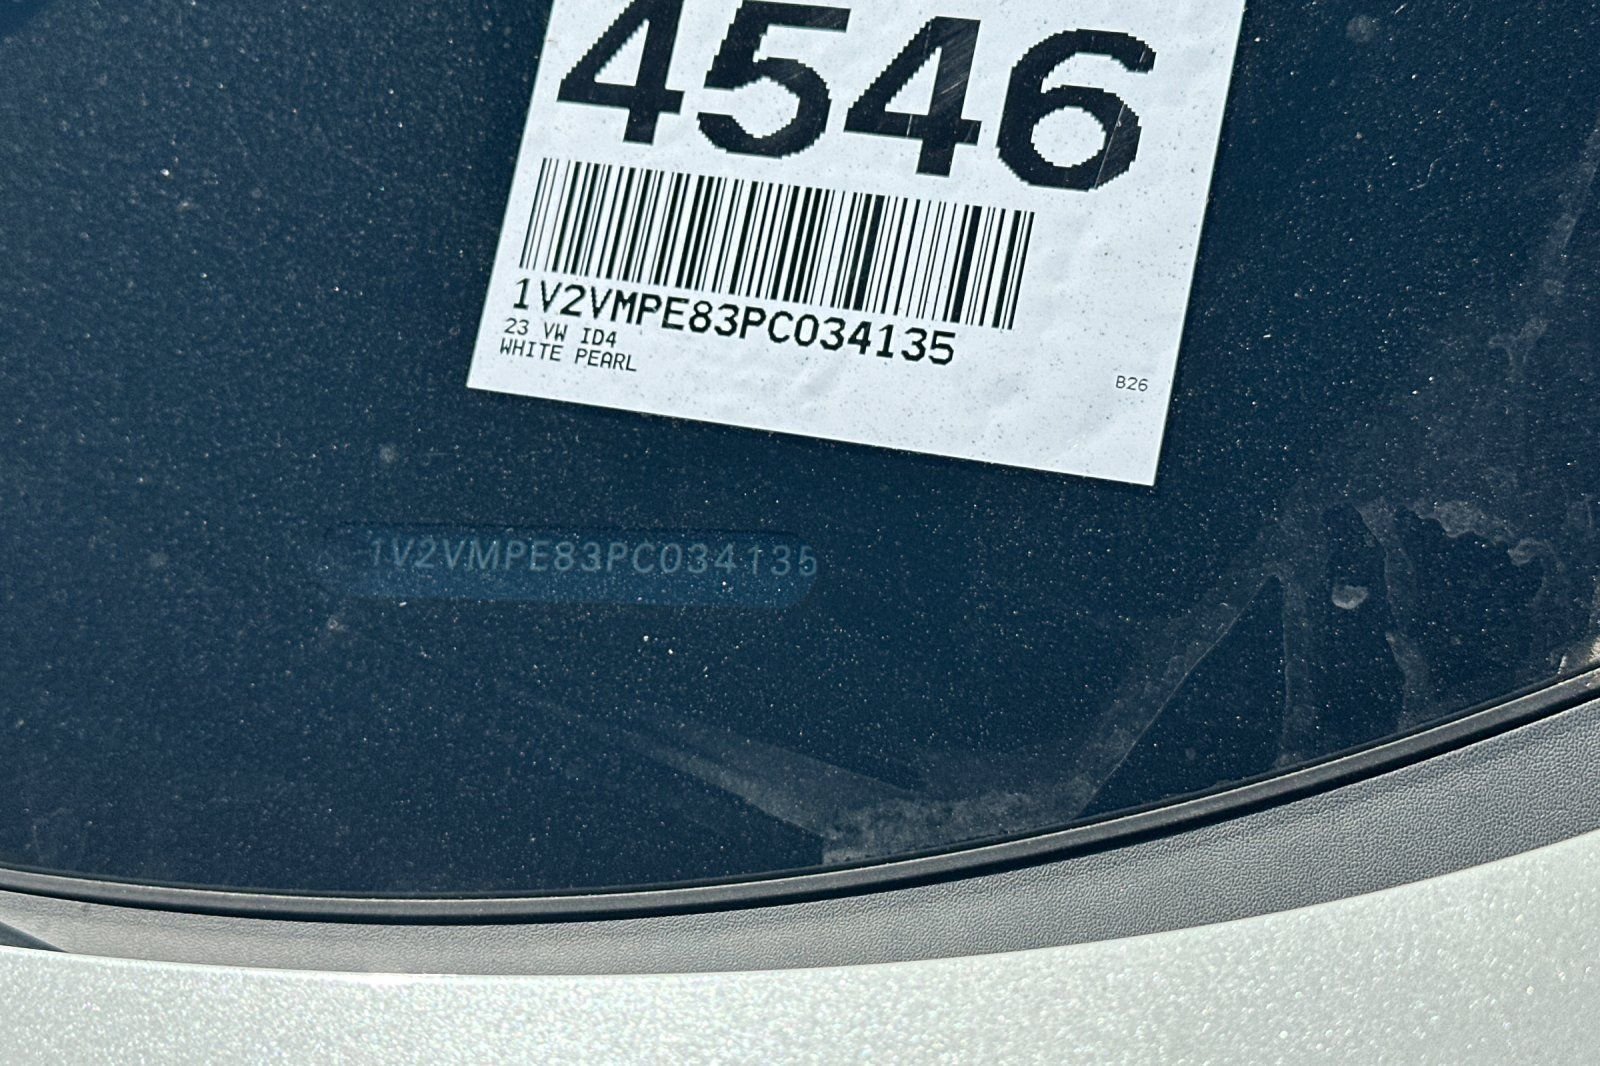 4546
1V2VMPE83PC034135
23 VW ID4
WHITE PEARL
B26
1V2VMPE83PC034135